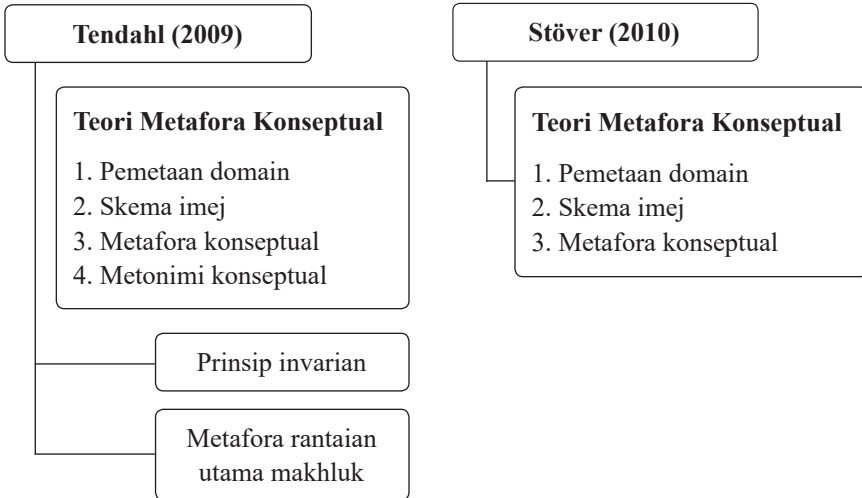 Tendahl (2009)
Teori Metafora Konseptual
1. Pemetaan domain
2. Skema imej
3. Metafora konseptual
4. Metonimi konseptual
Prinsip invarian
Metafora rantaian
utama makhluk
Stöver (2010)
Teori Metafora Konseptual
1. Pemetaan domain
2. Skema imej
3. Metafora konseptual